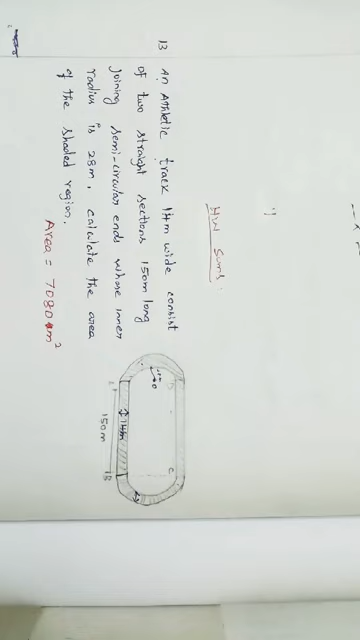 HW Sums:
13 An Athletic track 14m wide consist
of two straight sections 150m long
joining semi-circular ends whose inner
radius is 28m, calculate the area
of the shaded region.
Area = 7080 m²
14m
150m